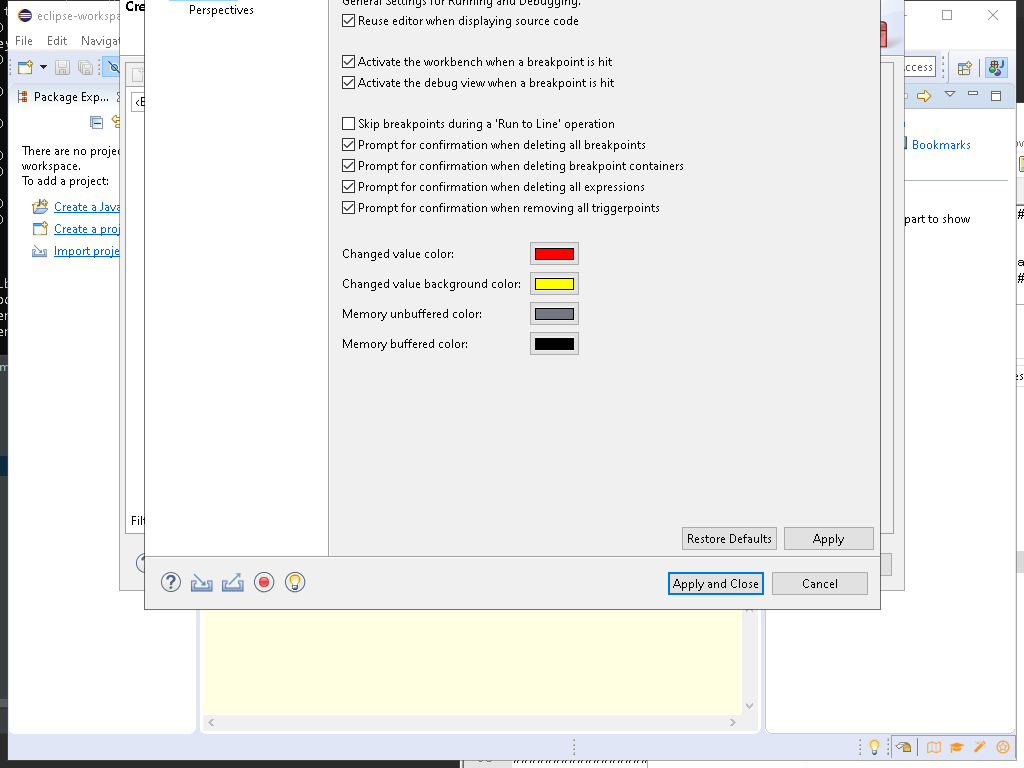 eclipse-workspa
Cre
Perspectives
General Settings for Running and Debugging.
Reuse editor when displaying source code
File Edit Navigat
Activate the workbench when a breakpoint is hit
ccess
Activate the debug view when a breakpoint is hit
Package Exp...
<E
Skip breakpoints during a 'Run to Line' operation
There are no projec
workspace.
To add a project:
Prompt for confirmation when deleting all breakpoints
Bookmarks
Prompt for confirmation when deleting breakpoint containers
Prompt for confirmation when deleting all expressions
Create a Java
Prompt for confirmation when removing all triggerpoints
part to show
Create a proj
Import proje
Changed value color:
Changed value background color:
Memory unbuffered color:
Memory buffered color:
Filt
Restore Defaults Apply
Apply and Close Cancel